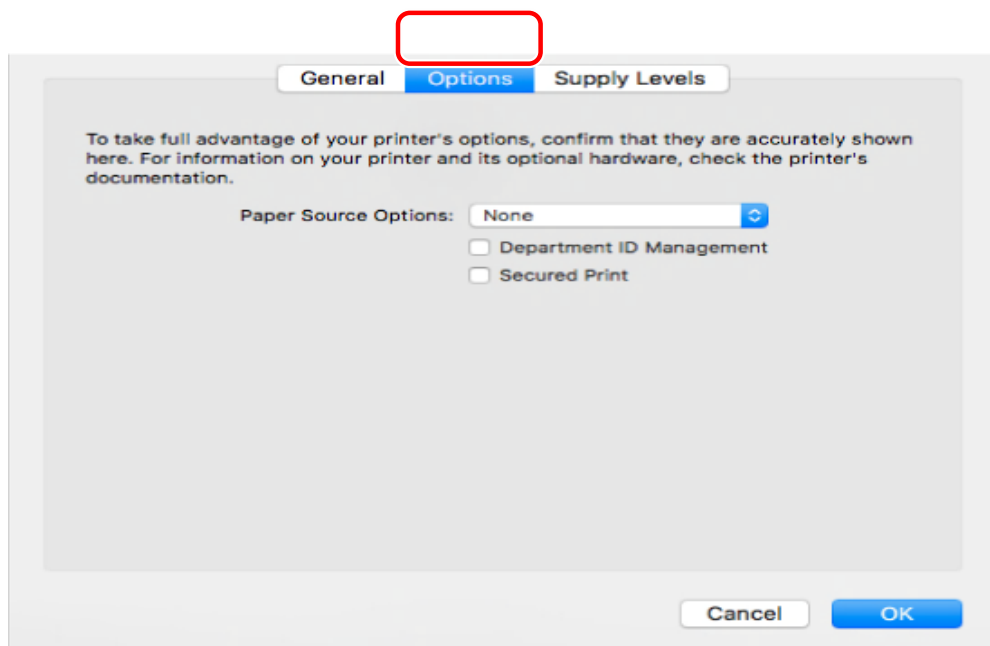 General Options Supply Levels
To take full advantage of your printer's options, confirm that they are accurately shown
here. For information on your printer and its optional hardware, check the printer's
documentation.
Paper Source Options: None
Department ID Management
Secured Print
Cancel OK